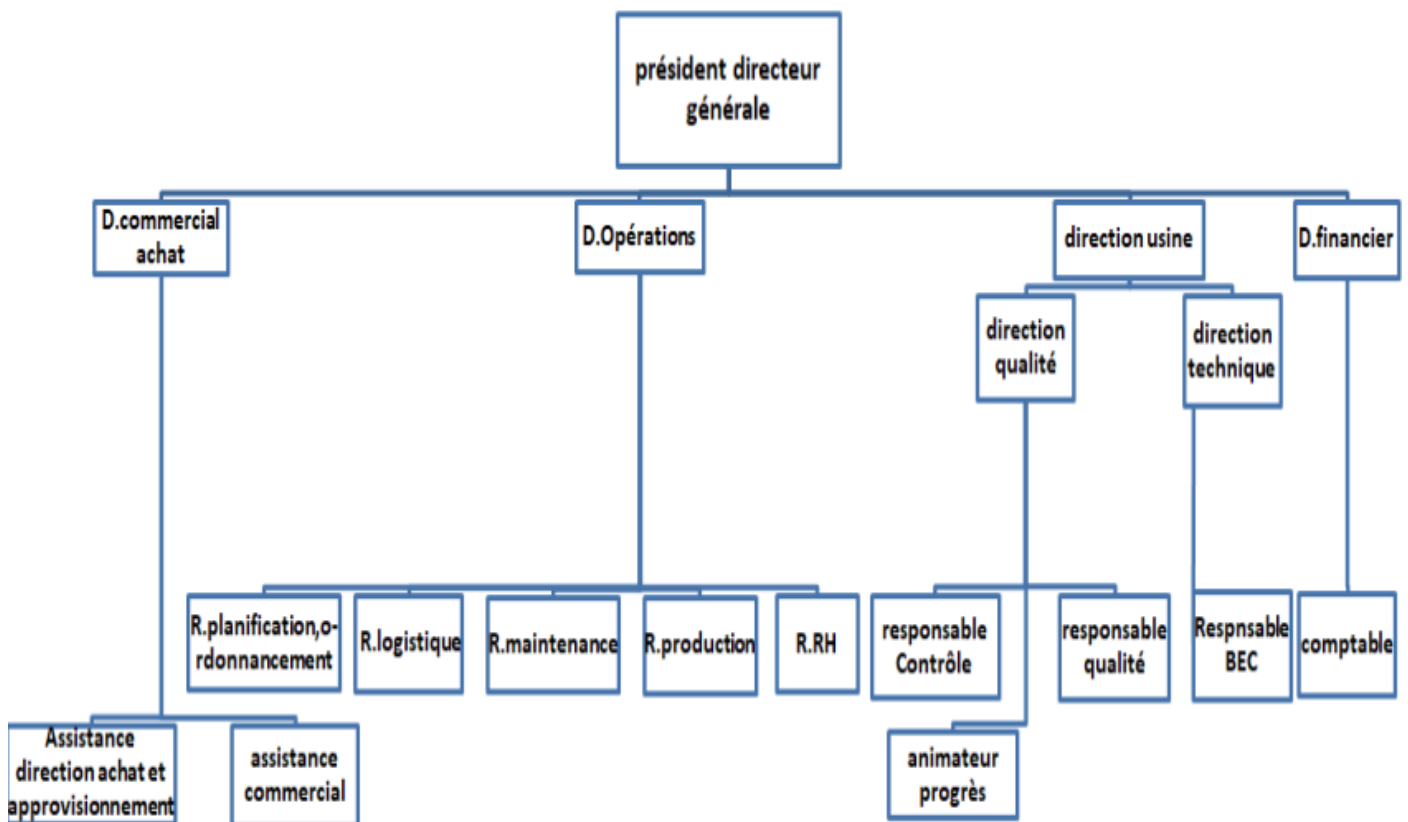 président directeur
générale
D.commercial
achat
D.Opérations
direction usine
D.financier
direction
qualité
direction
technique
R.planification,o-
rdonnancement
R.logistique
R.maintenance
R.production
R.RH
responsable
Contrôle
responsable
qualité
Respnsable
BEC
comptable
Assistance
direction achat et
approvisionnement
assistance
commercial
animateur
progrès